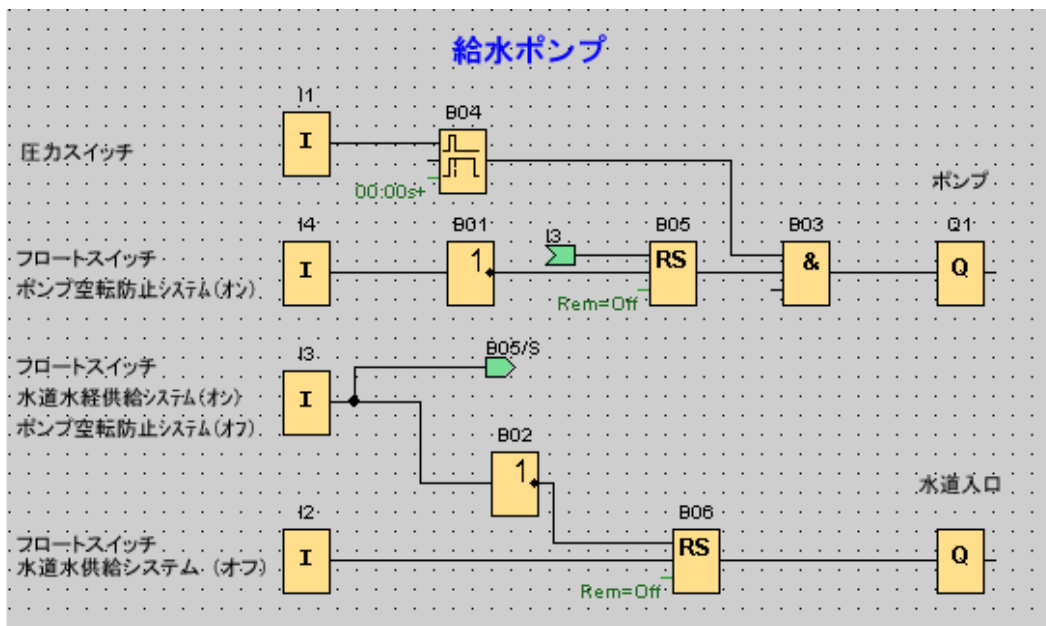 給水ポンプ
I1
I
圧力スイッチ
B04
00:00s+
ポンプ
I4
I
フロートスイッチ
ポンプ空転防止システム(オン)
B01
1
I3
B05
RS
Rem=Off
B03
&
Q1
Q
I3
I
フロートスイッチ
水道水経供給システム(オン)
ポンプ空転防止システム(オフ)
B05/S
B02
1
水道入口
I2
I
フロートスイッチ
水道水供給システム (オフ)
B06
RS
Rem=Off
Q